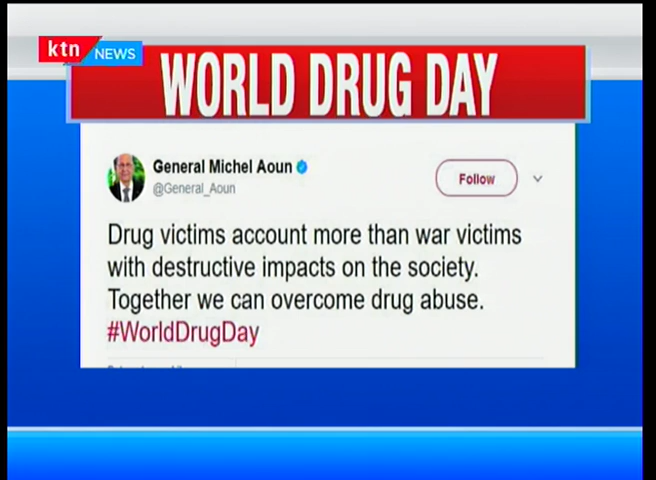 ktn NEWS
WORLD DRUG DAY
General Michel Aoun
@General_Aoun
Follow
Drug victims account more than war victims
with destructive impacts on the society.
Together we can overcome drug abuse.
#WorldDrugDay